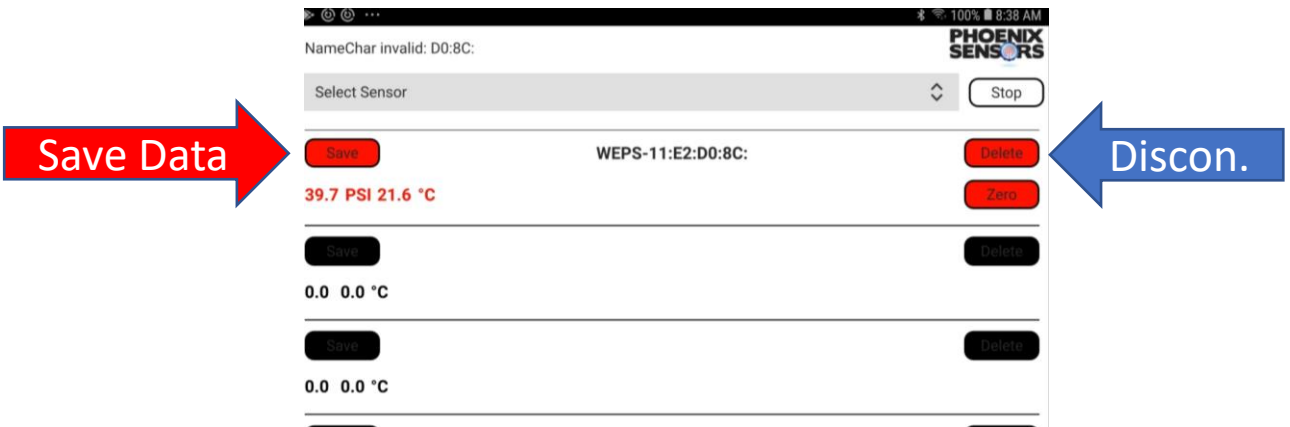 100% 8:38 AM
NameChar invalid: D0:8C:
PHOENIX
SENSORS
Select Sensor
Stop
Save Data
Save
WEPS-11:E2:D0:8C:
Delete
Discon.
39.7 PSI 21.6 °C
Zero
Save
Delete
0.0 0.0 °C
Save
Delete
0.0 0.0 °C